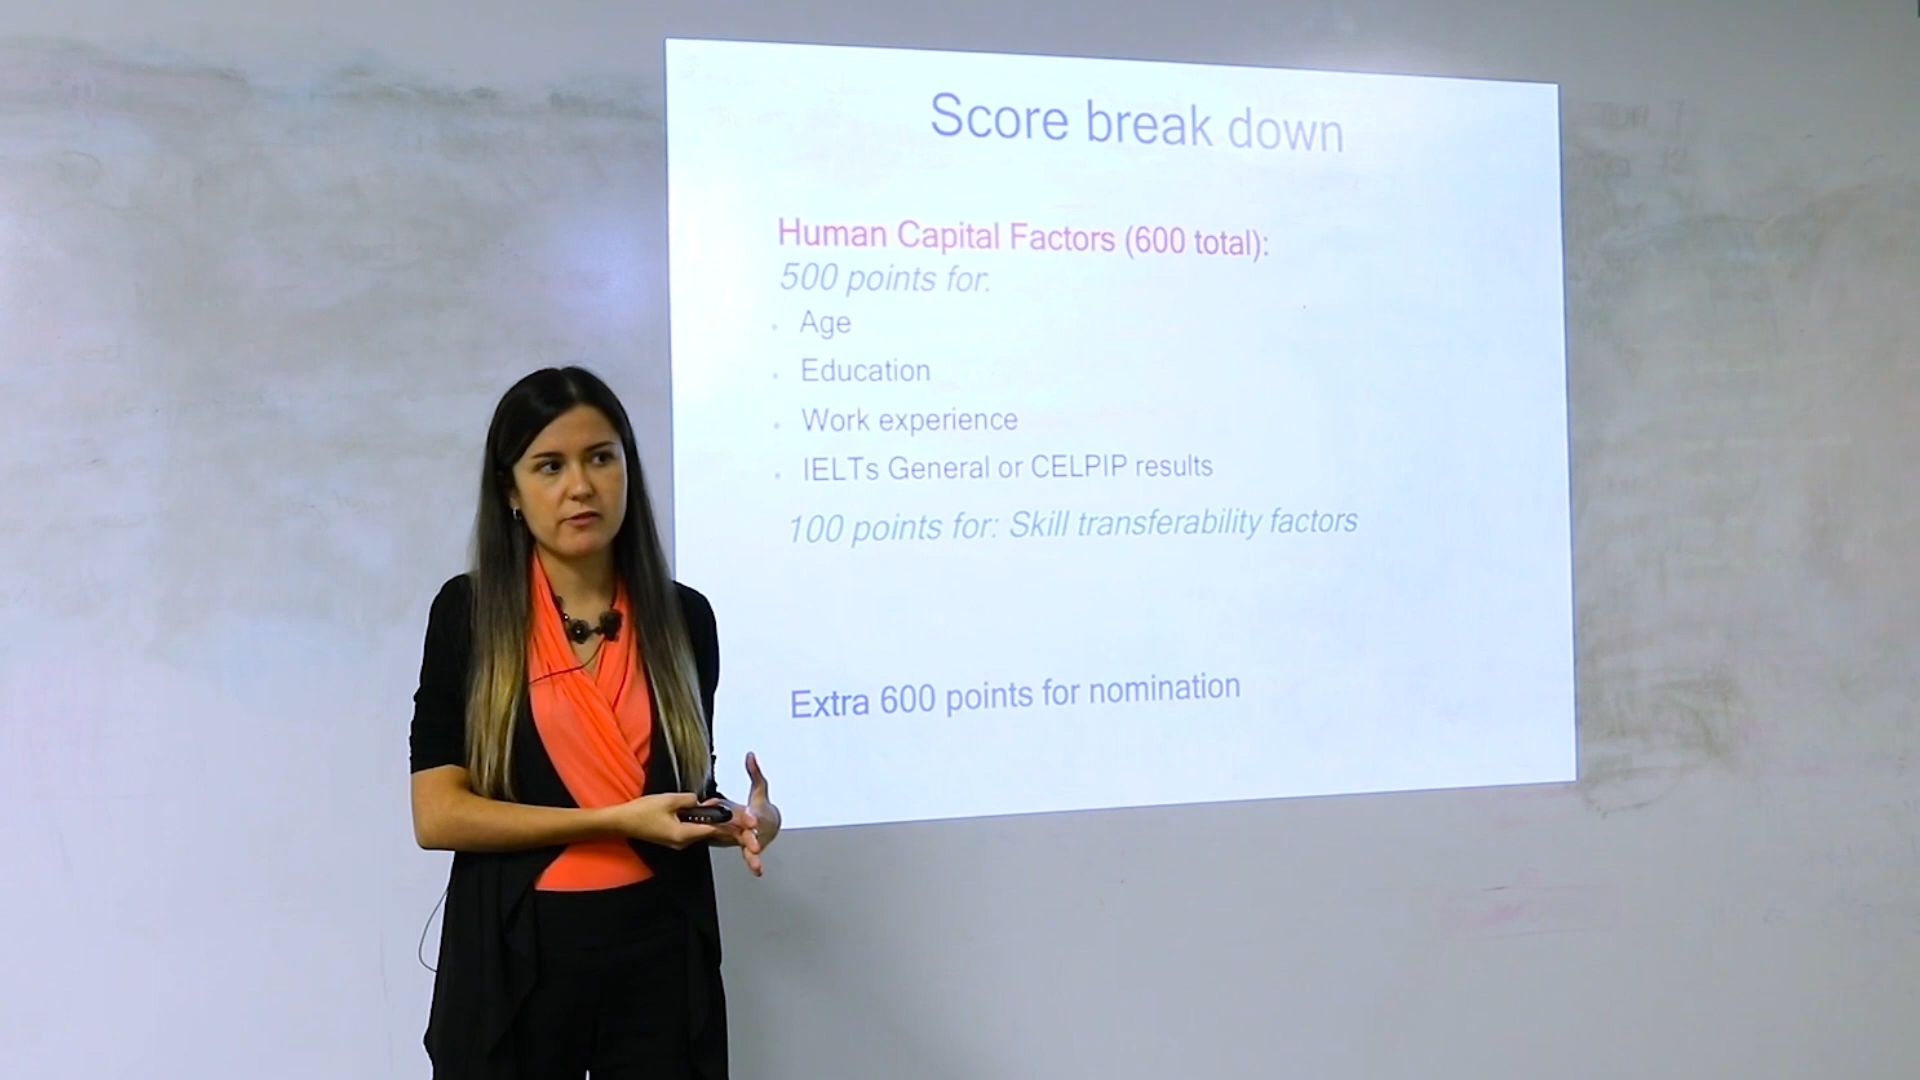 Score break down
Human Capital Factors (600 total):
500 points for:
Age
Education
Work experience
IELTs General or CELPIP results
100 points for: Skill transferability factors
Extra 600 points for nomination